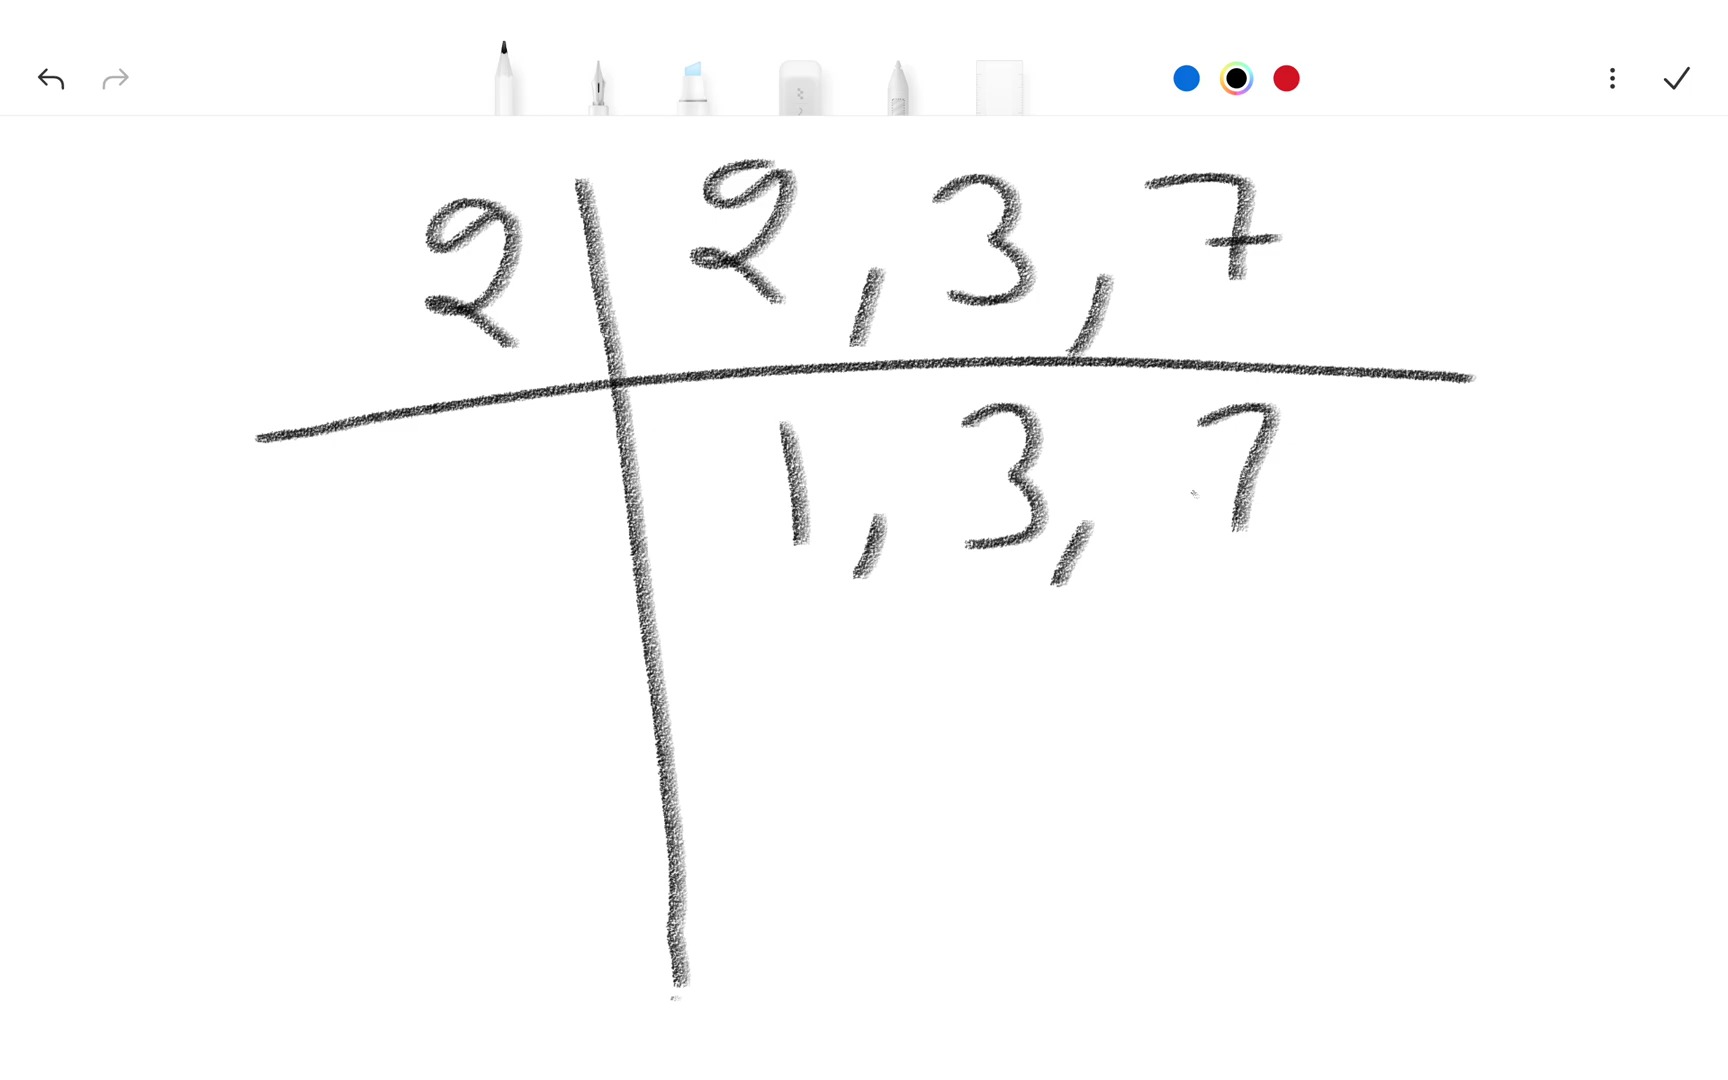 2 | 2, 3, 7
1, 3, 7